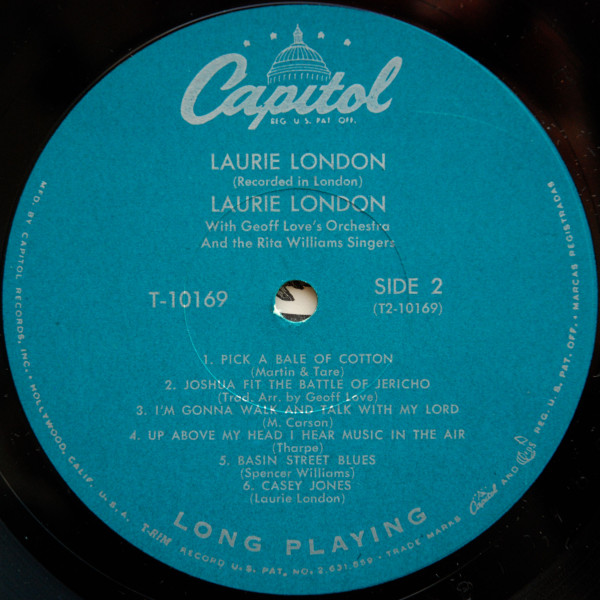 Capitol
REG. U.S. PAT. OFF.
LAURIE LONDON
(Recorded in London)
LAURIE LONDON
With Geoff Love's Orchestra
And the Rita Williams Singers
T-10169
SIDE 2
(T2-10169)
1. PICK A BALE OF COTTON
(Martin & Tare)
2. JOSHUA FIT THE BATTLE OF JERICHO
(Trad. Arr. by Geoff Love)
3. I'M GONNA WALK AND TALK WITH MY LORD
(M. Carson)
4. UP ABOVE MY HEAD I HEAR MUSIC IN THE AIR
(Tharpe)
5. BASIN STREET BLUES
(Spencer Williams)
6. CASEY JONES
(Laurie London)
LONG PLAYING
MFD. BY CAPITOL RECORDS, INC. • HOLLYWOOD, CALIF. U.S.A. T-RIM RECORD U.S. PAT. NO. 2,631,859 • TRADE MARKS Capitol AND REG. U.S. PAT. OFF. • MARCAS REGISTRADAS